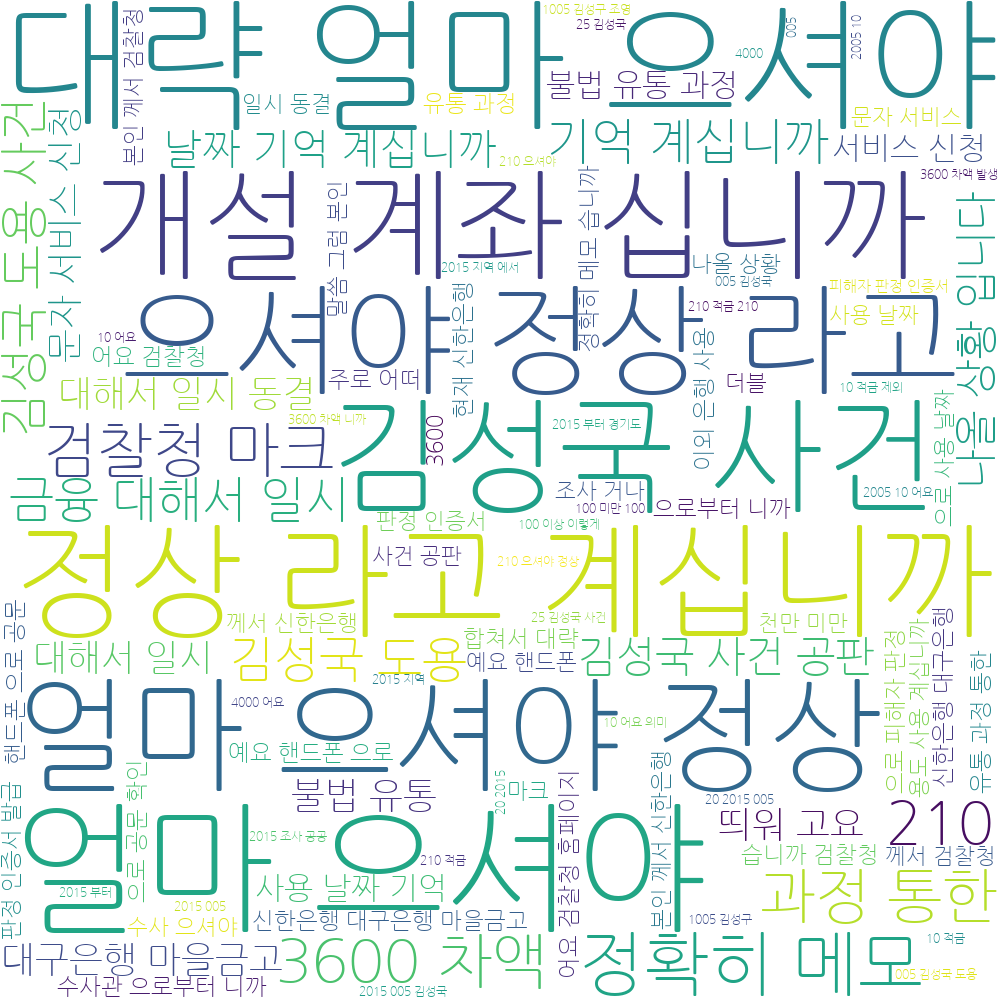 대략 얼마 으셔야
1005 김성구 조명
25 김성국
005
4000
2005 10
본인 께서 검찰청
불법 유통 과정
일시 동결
유통 과정
문자 서비스
김성국 도용 사건
문자 서비스 신청
날짜 기억 계십니까
기억 계십니까
서비스 신청
210 으셔야
3600 차액 발생
개설 계좌 십니까
말씀 그럼 본인
정확히 메모 습니까
나올 상황 입니다
2015 지역 에서
나올 상황
005 김성국
피해자 판정 인증서
으셔야 정상 라고
현재 신한은행
210 적금 210
사용 날짜
10 어요
어요 검찰청
이외 은행 사용
대해서 일시 동결
주로 어떠
더블
10 적금 제외
3600 차액 니까
3600
김성국 사건
2015 부터 경기도
으로 사용 날짜
검찰청 마크
금융 대해서 일시
조사 거나
2005 10 어요
100 미만 100
으로부터 니까
판정 인증서
100 이상 이렇게
정상 라고 계십니까
사건 공판
210 으셔야 정상
핸드폰 으로 공문
께서 신한은행
25 김성국 사건
천만 미만
합쳐서 대략
대해서 일시
김성국 도용
예요 핸드폰
김성국 사건 공판
으로 피해자 판정
용도 사용 계십니까
신한은행 대구은행
유통 과정 통한
2015 지역
얼마 으셔야 정상
4000 어요
10 어요 의미
예요 핸드폰 으로
불법 유통
20 2015
마크
20 2015 005
어요 검찰청 홈페이지
본인 께서 신한은행
띄워 고요
210
판정 인증서 발급
으로 공문 확인
얼마 으셔야
2015 조사 공공
210 적금
습니까 검찰청
께서 검찰청
2015 부터
사용 날짜 기억
과정 통한
2015 005
수사 으셔야
신한은행 대구은행 마을금고
1005 김성구
대구은행 마을금고
3600 차액
정확히 메모
10 적금
005 김성국 도용
수사관 으로부터 니까
2015 005 김성국